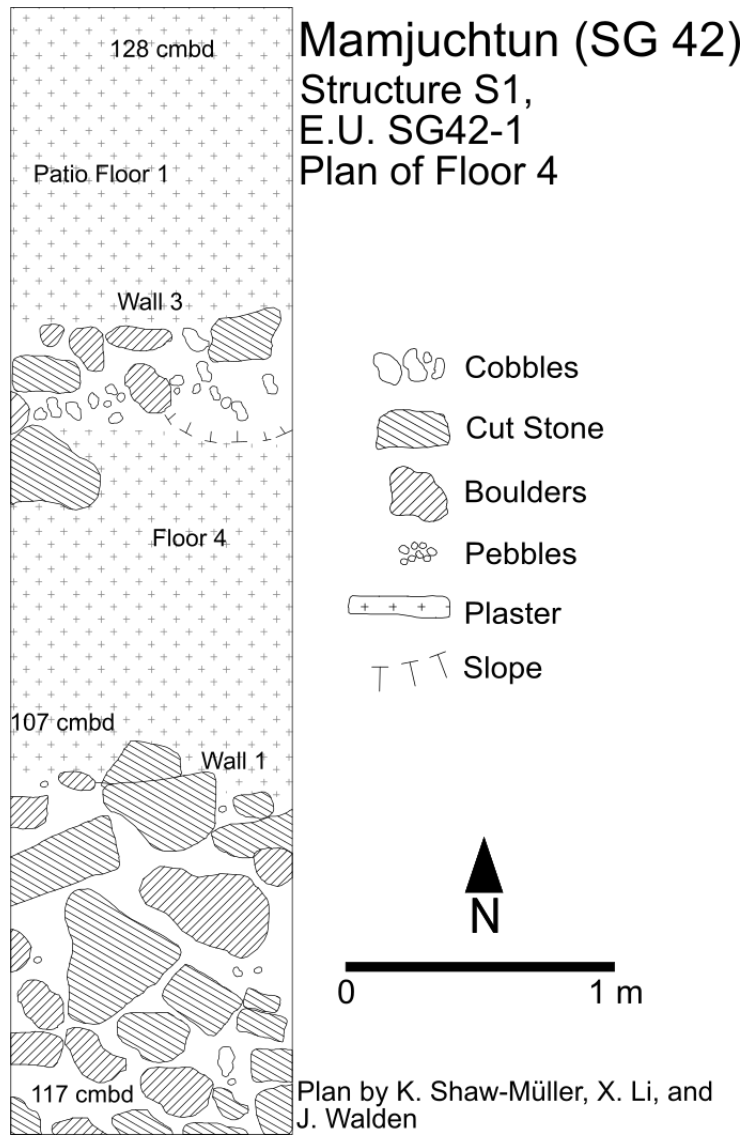 Mamjuchtun (SG 42)
Structure S1,
E.U. SG42-1
Plan of Floor 4
128 cmbd
Patio Floor 1
Wall 3
Floor 4
107 cmbd
Wall 1
117 cmbd
Cobbles
Cut Stone
Boulders
Pebbles
Plaster
Slope
N
0 1 m
Plan by K. Shaw-Müller, X. Li, and
J. Walden